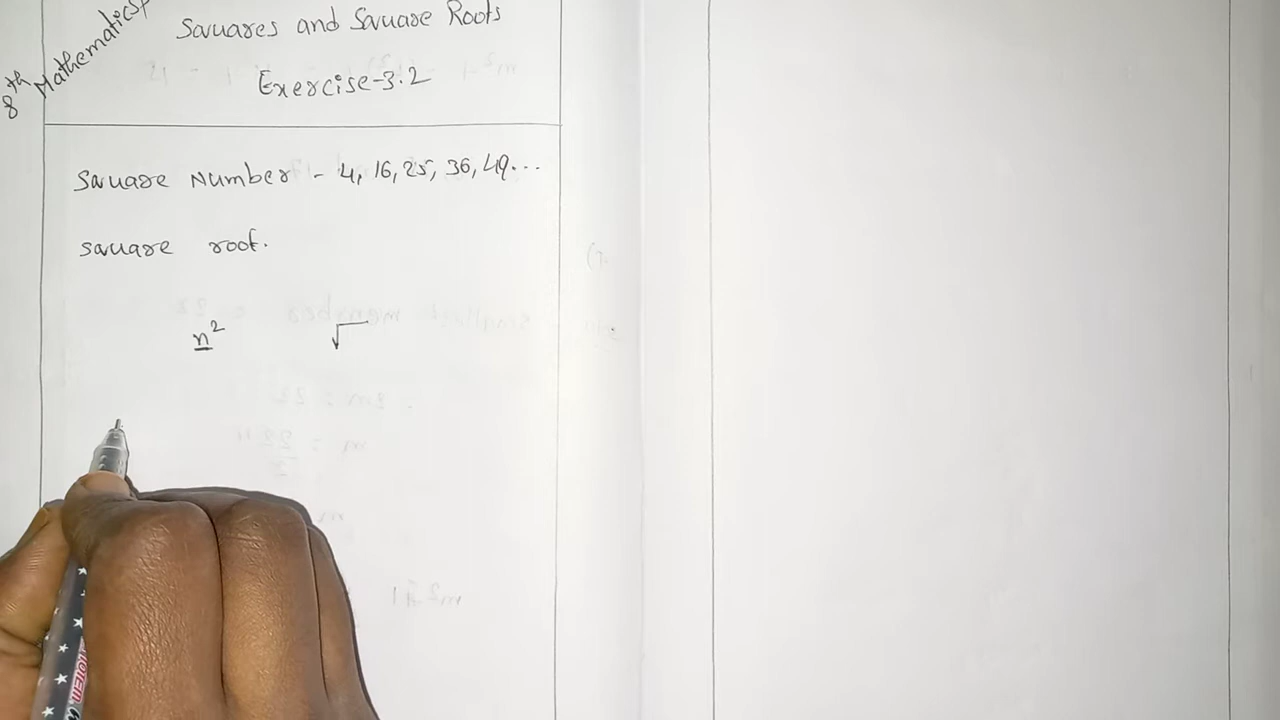 8th Mathematics
Squares and Square Roots
Exercise-3.2
Square Number - 4, 16, 25, 36, 49...
square root.
n² √